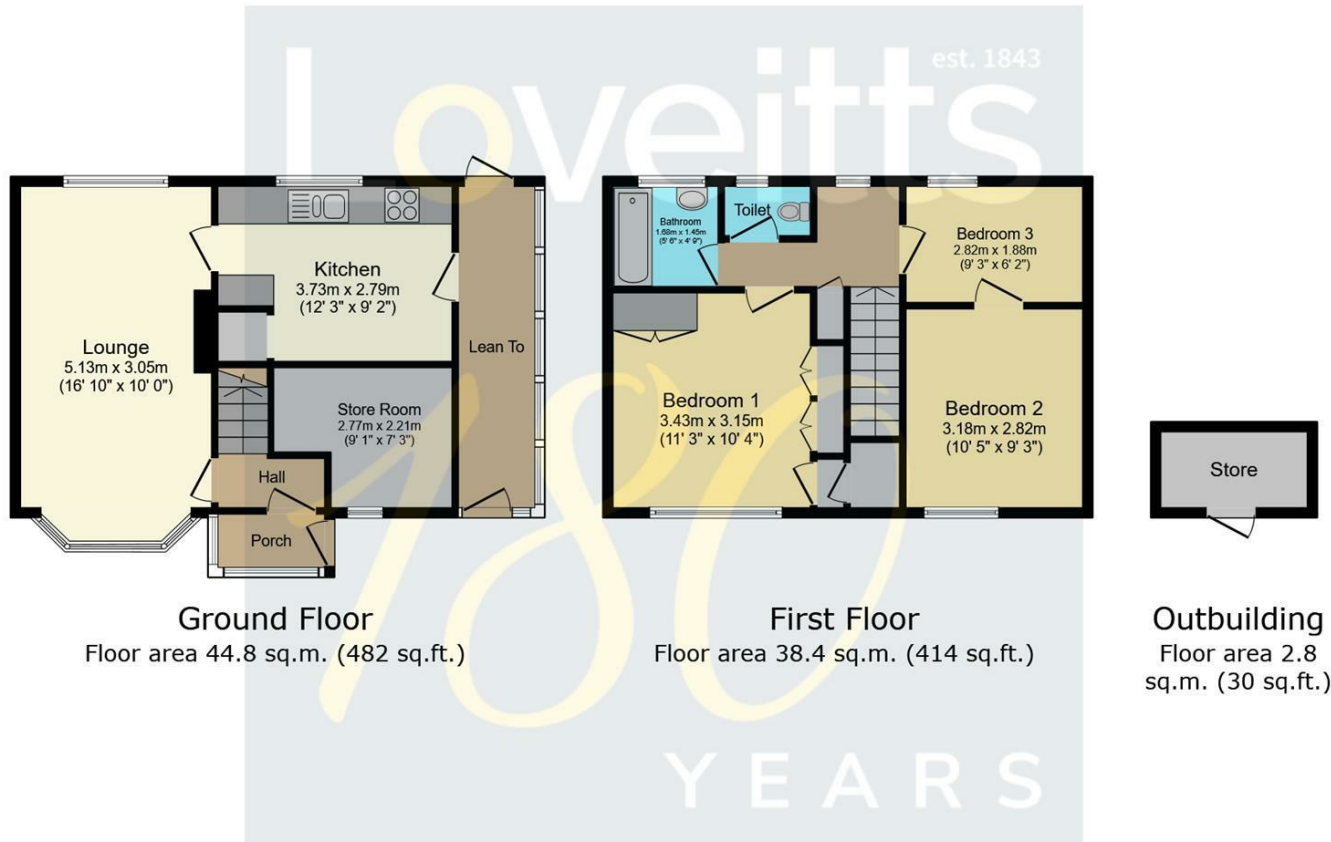 Loveitts
est. 1843
Lounge
5.13m x 3.05m
(16' 10" x 10' 0")
Kitchen
3.73m x 2.79m
(12' 3" x 9' 2")
Lean To
Store Room
2.77m x 2.21m
(9' 1" x 7' 3")
Hall
Porch
Ground Floor
Floor area 44.8 sq.m. (482 sq.ft.)
Bathroom
1.68m x 1.45m
(5' 6" x 4' 9")
Toilet
Bedroom 3
2.82m x 1.88m
(9' 3" x 6' 2")
Bedroom 1
3.43m x 3.15m
(11' 3" x 10' 4")
Bedroom 2
3.18m x 2.82m
(10' 5" x 9' 3")
First Floor
Floor area 38.4 sq.m. (414 sq.ft.)
Store
Outbuilding
Floor area 2.8
sq.m. (30 sq.ft.)
180
YEARS